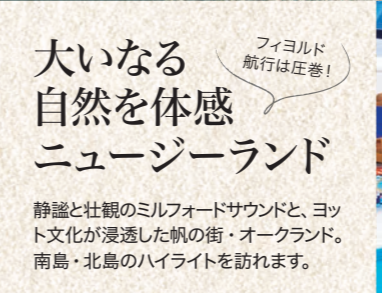 大いなる
自然を体感
ニュージーランド
フィヨルド
航行は圧巻!
静謐と壮観のミルフォードサウンドと、ヨッ
ト文化が浸透した帆の街・オークランド。
南島・北島のハイライトを訪れます。